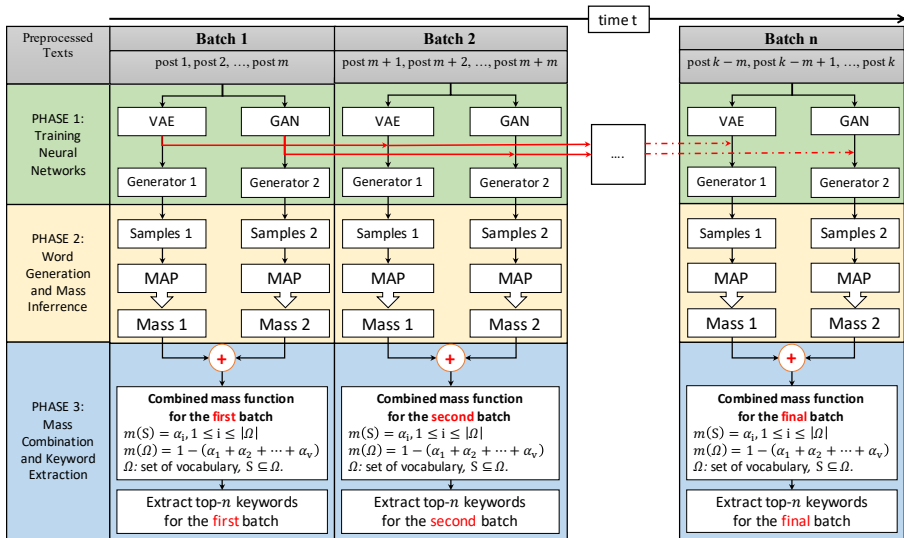 time t
Preprocessed
Texts
Batch 1
post 1, post 2, …, post m
Batch 2
post m + 1, post m + 2, …, post m + m
Batch n
post k − m, post k − m + 1, …, post k
PHASE 1:
Training
Neural
Networks
VAE
GAN
Generator 1
Generator 2
VAE
GAN
Generator 1
Generator 2
....
VAE
GAN
Generator 1
Generator 2
PHASE 2:
Word
Generation
and Mass
Inferrence
Samples 1
Samples 2
MAP
MAP
Mass 1
Mass 2
Samples 1
Samples 2
MAP
MAP
Mass 1
Mass 2
Samples 1
Samples 2
MAP
MAP
Mass 1
Mass 2
PHASE 3:
Mass
Combination
and Keyword
Extraction
+
Combined mass function
for the first batch
m(S) = αᵢ, 1 ≤ i ≤ |Ω|
m(Ω) = 1 − (α₁ + α₂ + ⋯ + αᵥ)
Ω: set of vocabulary, S ⊆ Ω.
Extract top-n keywords
for the first batch
+
Combined mass function
for the second batch
m(S) = αᵢ, 1 ≤ i ≤ |Ω|
m(Ω) = 1 − (α₁ + α₂ + ⋯ + αᵥ)
Ω: set of vocabulary, S ⊆ Ω.
Extract top-n keywords
for the second batch
+
Combined mass function
for the final batch
m(S) = αᵢ, 1 ≤ i ≤ |Ω|
m(Ω) = 1 − (α₁ + α₂ + ⋯ + αᵥ)
Ω: set of vocabulary, S ⊆ Ω.
Extract top-n keywords
for the final batch